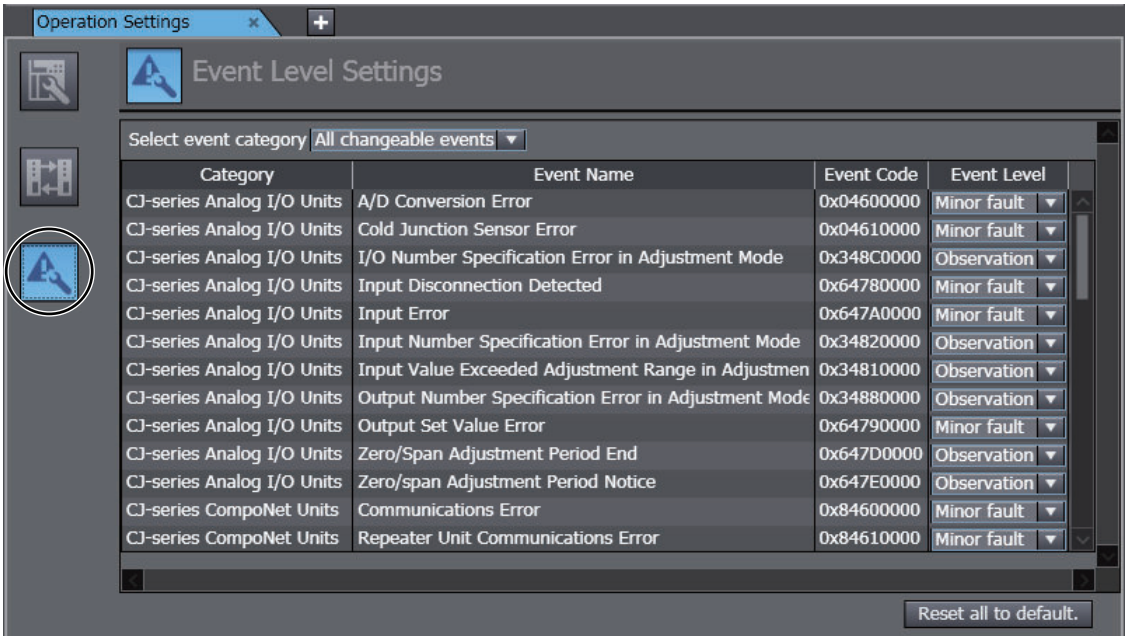 Operation Settings × +
Event Level Settings
Select event category All changeable events
Category Event Name Event Code Event Level
CJ-series Analog I/O Units A/D Conversion Error 0x04600000 Minor fault
CJ-series Analog I/O Units Cold Junction Sensor Error 0x04610000 Minor fault
CJ-series Analog I/O Units I/O Number Specification Error in Adjustment Mode 0x348C0000 Observation
CJ-series Analog I/O Units Input Disconnection Detected 0x64780000 Minor fault
CJ-series Analog I/O Units Input Error 0x647A0000 Minor fault
CJ-series Analog I/O Units Input Number Specification Error in Adjustment Mode 0x34820000 Observation
CJ-series Analog I/O Units Input Value Exceeded Adjustment Range in Adjustmen 0x34810000 Observation
CJ-series Analog I/O Units Output Number Specification Error in Adjustment Mode 0x34880000 Observation
CJ-series Analog I/O Units Output Set Value Error 0x64790000 Minor fault
CJ-series Analog I/O Units Zero/Span Adjustment Period End 0x647D0000 Observation
CJ-series Analog I/O Units Zero/span Adjustment Period Notice 0x647E0000 Observation
CJ-series CompoNet Units Communications Error 0x84600000 Minor fault
CJ-series CompoNet Units Repeater Unit Communications Error 0x84610000 Minor fault
Reset all to default.